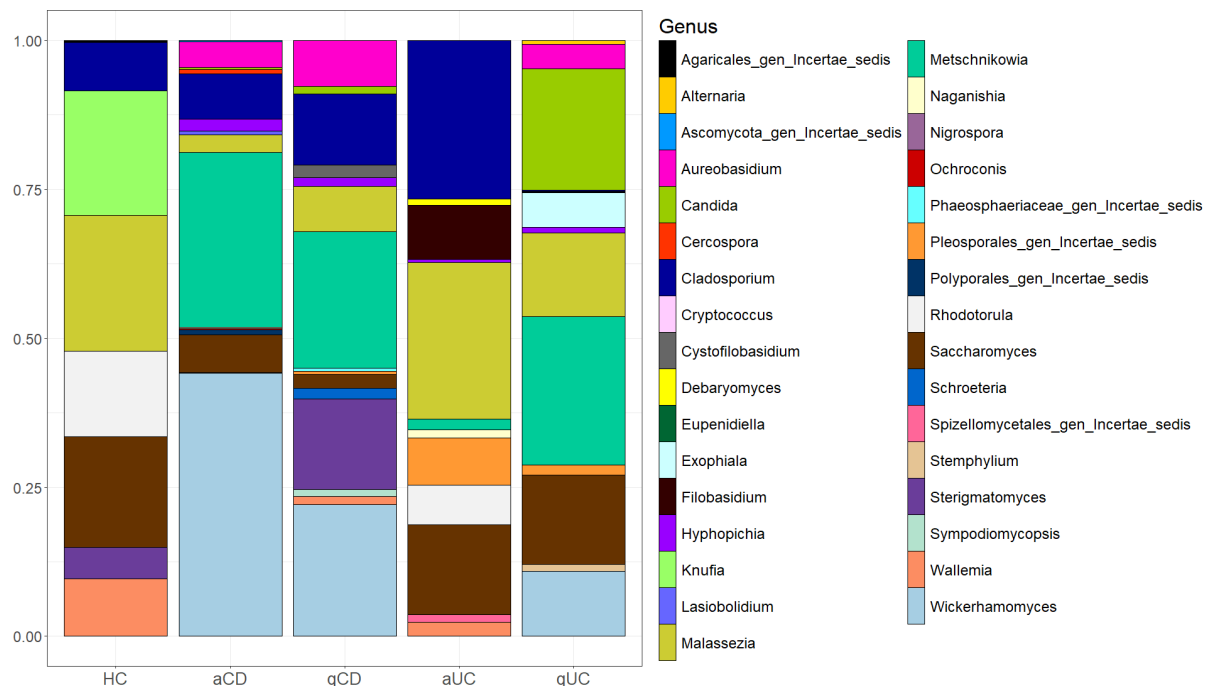 Genus
1.00
0.75
0.50
0.25
0.00
HC
aCD
qCD
aUC
qUC
Agaricales_gen_Incertae_sedis
Alternaria
Ascomycota_gen_Incertae_sedis
Aureobasidium
Candida
Cercospora
Cladosporium
Cryptococcus
Cystofilobasidium
Debaryomyces
Eupenidiella
Exophiala
Filobasidium
Hyphopichia
Knufia
Lasiobolidium
Malassezia
Metschnikowia
Naganishia
Nigrospora
Ochroconis
Phaeosphaeriaceae_gen_Incertae_sedis
Pleosporales_gen_Incertae_sedis
Polyporales_gen_Incertae_sedis
Rhodotorula
Saccharomyces
Schroeteria
Spizellomycetales_gen_Incertae_sedis
Stemphylium
Sterigmatomyces
Sympodiomycopsis
Wallemia
Wickerhamomyces